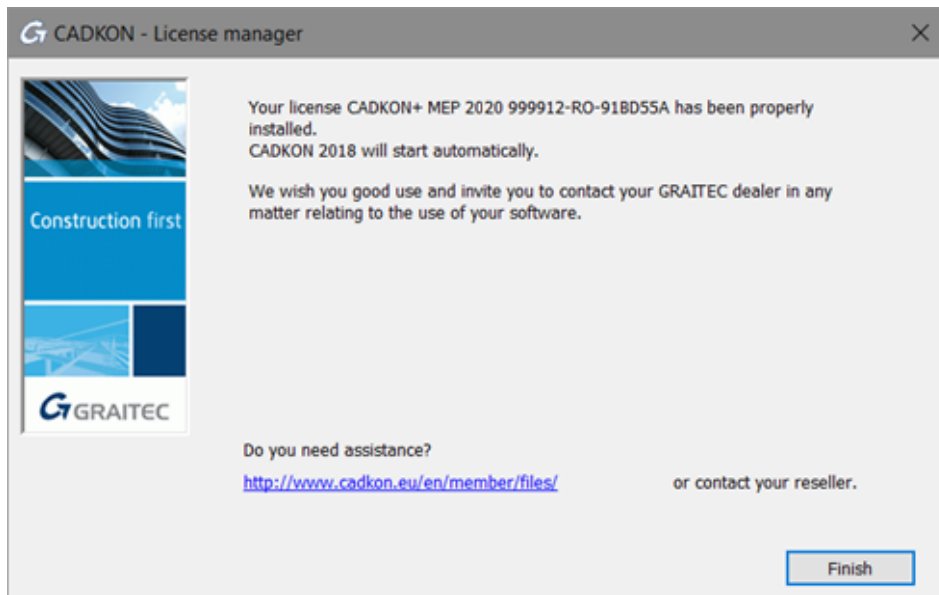 CADKON - License manager
Your license CADKON+ MEP 2020 999912-RO-91BD55A has been properly
installed.
CADKON 2018 will start automatically.
We wish you good use and invite you to contact your GRAITEC dealer in any
matter relating to the use of your software.
Construction first
GRAITEC
Do you need assistance?
http://www.cadkon.eu/en/member/files/ or contact your reseller.
Finish